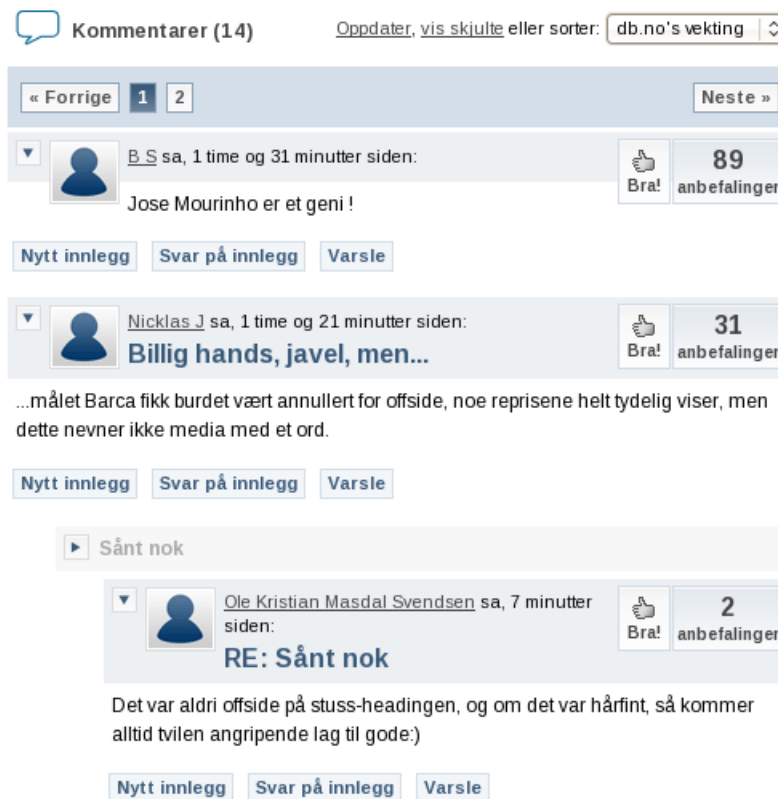 Kommentarer (14)
Oppdater, vis skjulte eller sorter: db.no's vekting
« Forrige 1 2 Neste »
B S sa, 1 time og 31 minutter siden:
Jose Mourinho er et geni !
Bra!
89
anbefalinger
Nytt innlegg Svar på innlegg Varsle
Nicklas J sa, 1 time og 21 minutter siden:
Billig hands, javel, men...
Bra!
31
anbefalinger
...målet Barca fikk burdet vært annullert for offside, noe reprisene helt tydelig viser, men
dette nevner ikke media med et ord.
Nytt innlegg Svar på innlegg Varsle
Sånt nok
Ole Kristian Masdal Svendsen sa, 7 minutter
siden:
RE: Sånt nok
Bra!
2
anbefalinger
Det var aldri offside på stuss-headingen, og om det var hårfint, så kommer
alltid tvilen angripende lag til gode:)
Nytt innlegg Svar på innlegg Varsle